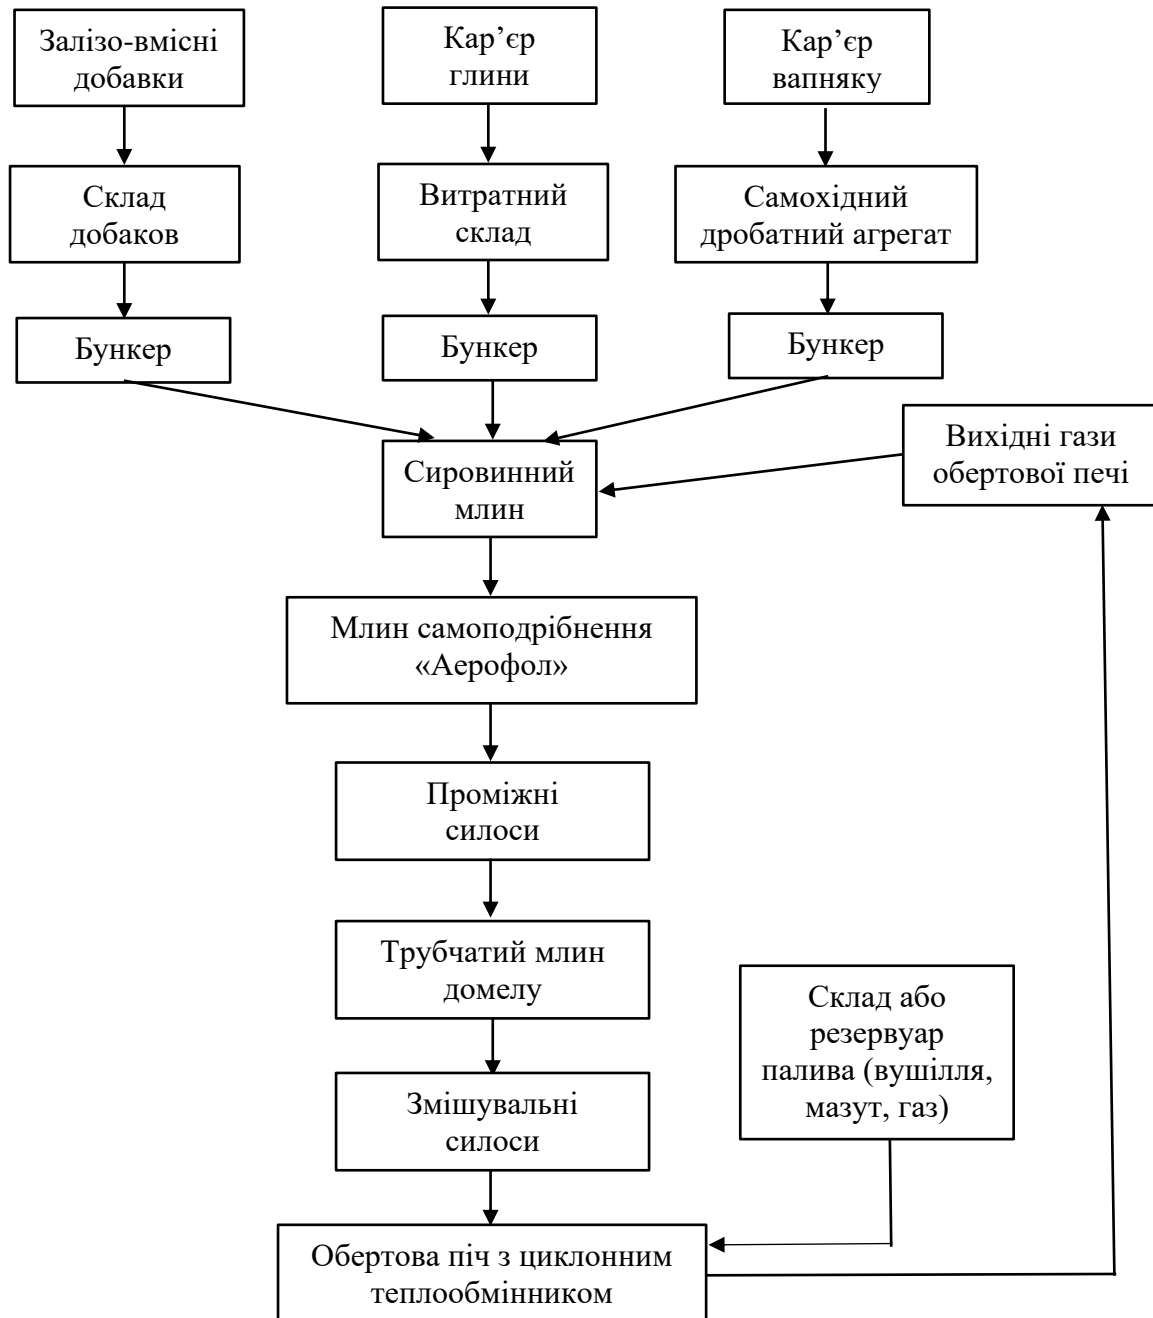 Залізо-вмісні
добавки
Кар’єр
глини
Кар’єр
вапняку
Склад
добаков
Витратний
склад
Самохідний
дробатний агрегат
Бункер
Бункер
Бункер
Вихідні гази
обертової печі
Сировинний
млин
Млин самоподрібнення
«Аерофол»
Проміжні
силоси
Трубчатий млин
домелу
Склад або
резервуар
палива (вушілля,
мазут, газ)
Змішувальні
силоси
Обертова піч з циклонним
теплообмінником